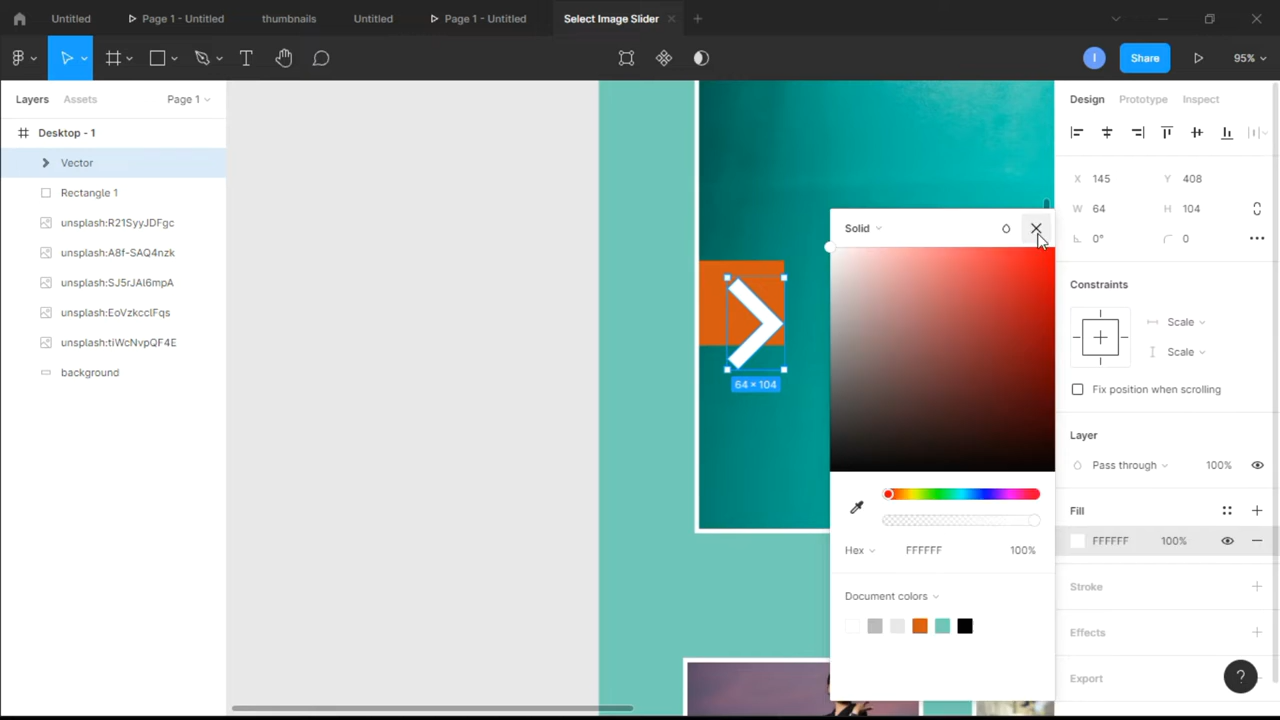 Untitled
Page 1 - Untitled
thumbnails
Untitled
Page 1 - Untitled
Select Image Slider
I
Share
95%
Layers
Assets
Page 1
Design
Prototype
Inspect
Desktop - 1
Vector
Rectangle 1
unsplash:R21SyyJDFgc
unsplash:A8f-SAQ4nzk
unsplash:SJ5rJAl6mpA
unsplash:EoVzkcclFqs
unsplash:tiWcNvpQF4E
background
64 × 104
Solid
Hex
FFFFFF
100%
Document colors
X
145
Y
408
W
64
H
104
0°
0
Constraints
Scale
Scale
Fix position when scrolling
Layer
Pass through
100%
Fill
FFFFFF
100%
Stroke
Effects
Export
?